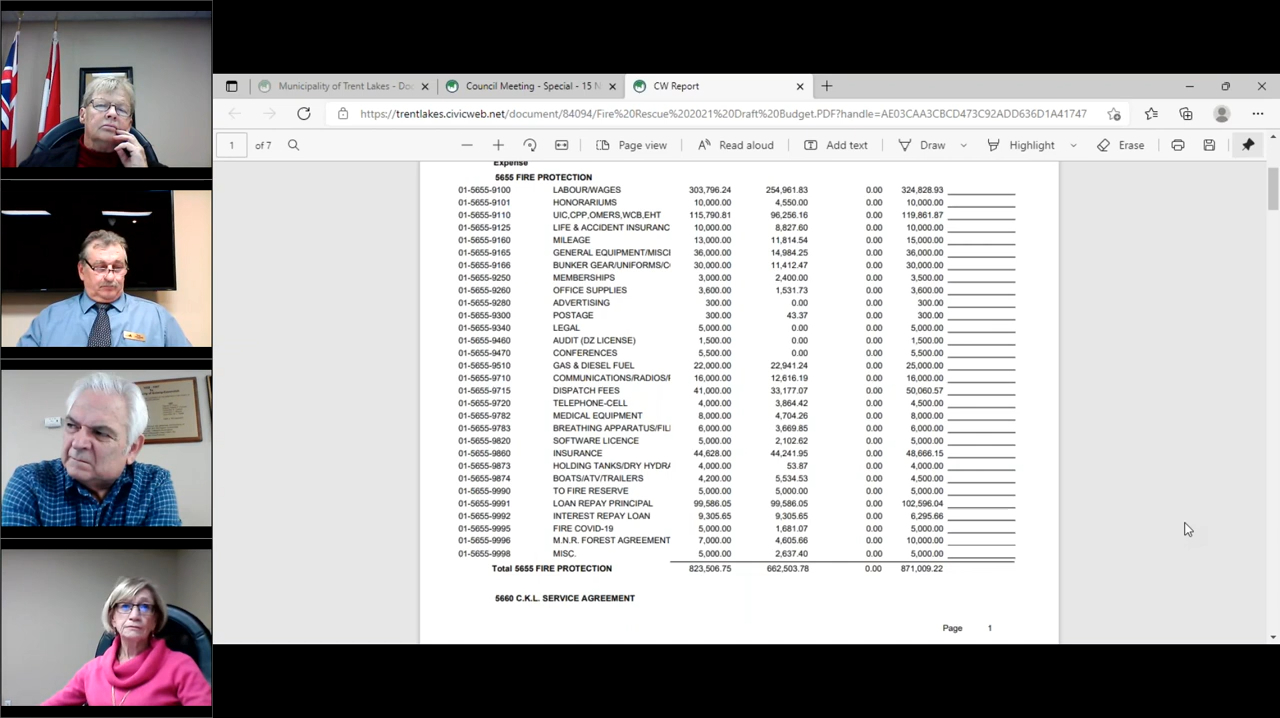 Municipality of Trent Lakes - Doc
Council Meeting - Special - 15 N
CW Report
https://trentlakes.civicweb.net/document/84094/Fire%20Rescue%202021%20Draft%20Budget.PDF?handle=AE03CAA3CBCD473C92ADD636D1A41747
1 of 7 Page view Read aloud Add text Draw Highlight Erase
Expense
5655 FIRE PROTECTION
01-5655-9100 LABOUR/WAGES 303,796.24 254,961.83 0.00 324,828.93
01-5655-9101 HONORARIUMS 10,000.00 4,550.00 0.00 10,000.00
01-5655-9110 UIC,CPP,OMERS,WCB,EHT 115,790.81 96,256.16 0.00 119,861.87
01-5655-9125 LIFE & ACCIDENT INSURANC 10,000.00 8,827.60 0.00 10,000.00
01-5655-9160 MILEAGE 13,000.00 11,814.54 0.00 15,000.00
01-5655-9165 GENERAL EQUIPMENT/MISCI 36,000.00 14,984.25 0.00 36,000.00
01-5655-9166 BUNKER GEAR/UNIFORMS/C 30,000.00 11,412.47 0.00 30,000.00
01-5655-9250 MEMBERSHIPS 3,000.00 2,400.00 0.00 3,500.00
01-5655-9260 OFFICE SUPPLIES 3,600.00 1,531.73 0.00 3,600.00
01-5655-9280 ADVERTISING 300.00 0.00 0.00 300.00
01-5655-9300 POSTAGE 300.00 43.37 0.00 300.00
01-5655-9340 LEGAL 5,000.00 0.00 0.00 5,000.00
01-5655-9460 AUDIT (DZ LICENSE) 1,500.00 0.00 0.00 1,500.00
01-5655-9470 CONFERENCES 5,500.00 0.00 0.00 5,500.00
01-5655-9510 GAS & DIESEL FUEL 22,000.00 22,941.24 0.00 25,000.00
01-5655-9710 COMMUNICATIONS/RADIOS/F 16,000.00 12,616.19 0.00 16,000.00
01-5655-9715 DISPATCH FEES 41,000.00 33,177.07 0.00 50,060.57
01-5655-9720 TELEPHONE-CELL 4,000.00 3,864.42 0.00 4,500.00
01-5655-9782 MEDICAL EQUIPMENT 8,000.00 4,704.26 0.00 8,000.00
01-5655-9783 BREATHING APPARATUS/FIL 6,000.00 3,669.85 0.00 6,000.00
01-5655-9820 SOFTWARE LICENCE 5,000.00 2,102.62 0.00 5,000.00
01-5655-9860 INSURANCE 44,628.00 44,241.95 0.00 48,666.15
01-5655-9873 HOLDING TANKS/DRY HYDRA 4,000.00 53.87 0.00 4,000.00
01-5655-9874 BOATS/ATV/TRAILERS 4,200.00 5,534.53 0.00 4,500.00
01-5655-9990 TO FIRE RESERVE 5,000.00 5,000.00 0.00 5,000.00
01-5655-9991 LOAN REPAY PRINCIPAL 99,586.05 99,586.05 0.00 102,596.04
01-5655-9992 INTEREST REPAY LOAN 9,305.65 9,305.65 0.00 6,295.66
01-5655-9995 FIRE COVID-19 5,000.00 1,681.07 0.00 5,000.00
01-5655-9996 M.N.R. FOREST AGREEMENT 7,000.00 4,605.66 0.00 10,000.00
01-5655-9998 MISC. 5,000.00 2,637.40 0.00 5,000.00
Total 5655 FIRE PROTECTION 823,506.75 662,503.78 0.00 871,009.22
5660 C.K.L. SERVICE AGREEMENT
Page 1